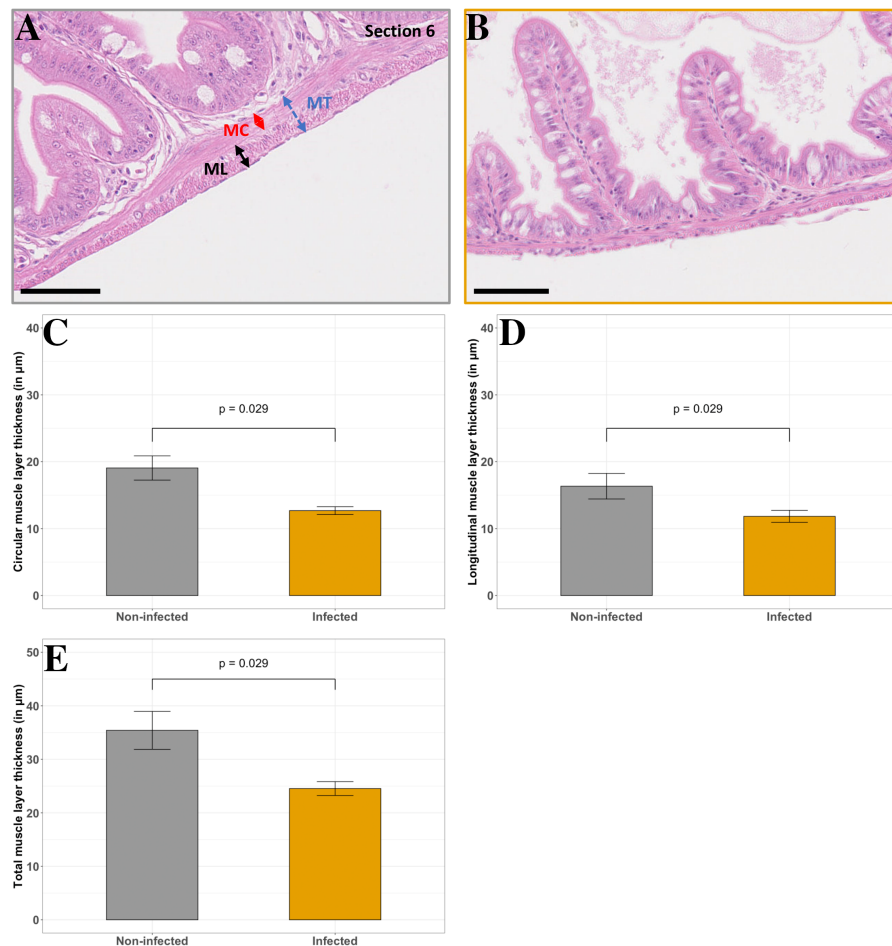 A
Section 6
MT
MC
ML
B
C
Circular muscle layer thickness (in µm)
40
30
20
10
0
p = 0.029
Non-infected
Infected
D
Longitudinal muscle layer thickness (in µm)
40
30
20
10
0
p = 0.029
Non-infected
Infected
E
Total muscle layer thickness (in µm)
50
40
30
20
10
0
p = 0.029
Non-infected
Infected